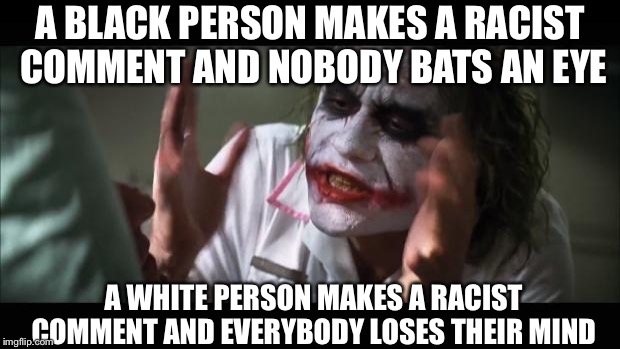 A BLACK PERSON MAKES A RACIST
COMMENT AND NOBODY BATS AN EYE
A WHITE PERSON MAKES A RACIST
COMMENT AND EVERYBODY LOSES THEIR MIND
imgflip.com